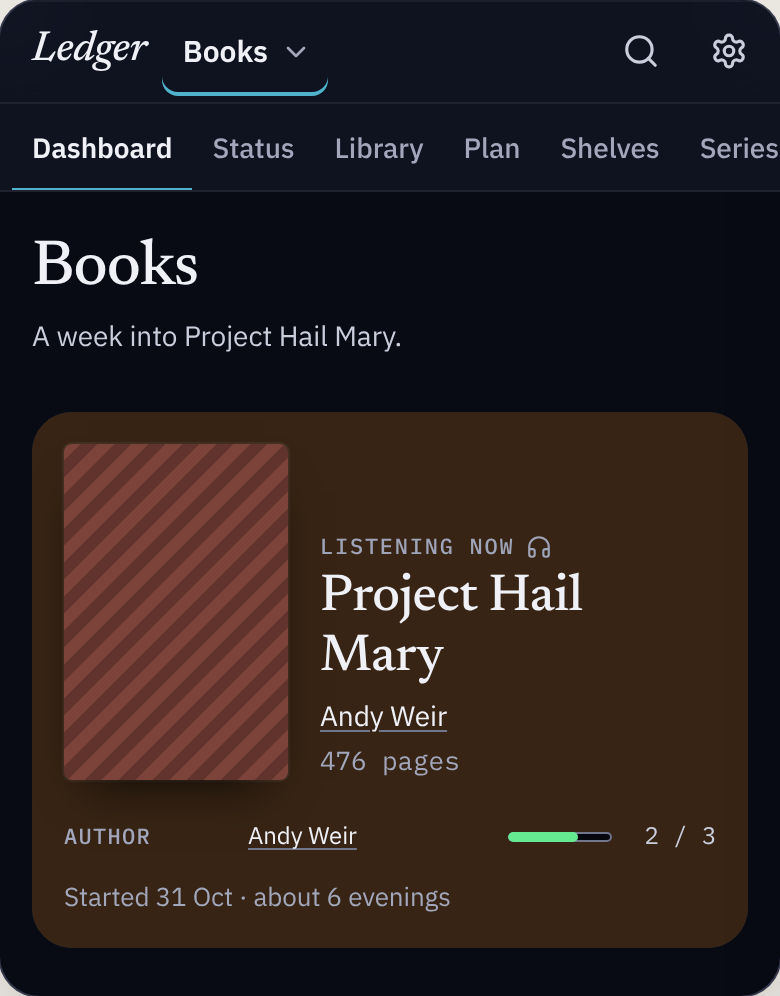 Ledger Books
Dashboard Status Library Plan Shelves Series
Books
A week into Project Hail Mary.
LISTENING NOW
Project Hail
Mary
Andy Weir
476 pages
AUTHOR Andy Weir 2 / 3
Started 31 Oct · about 6 evenings